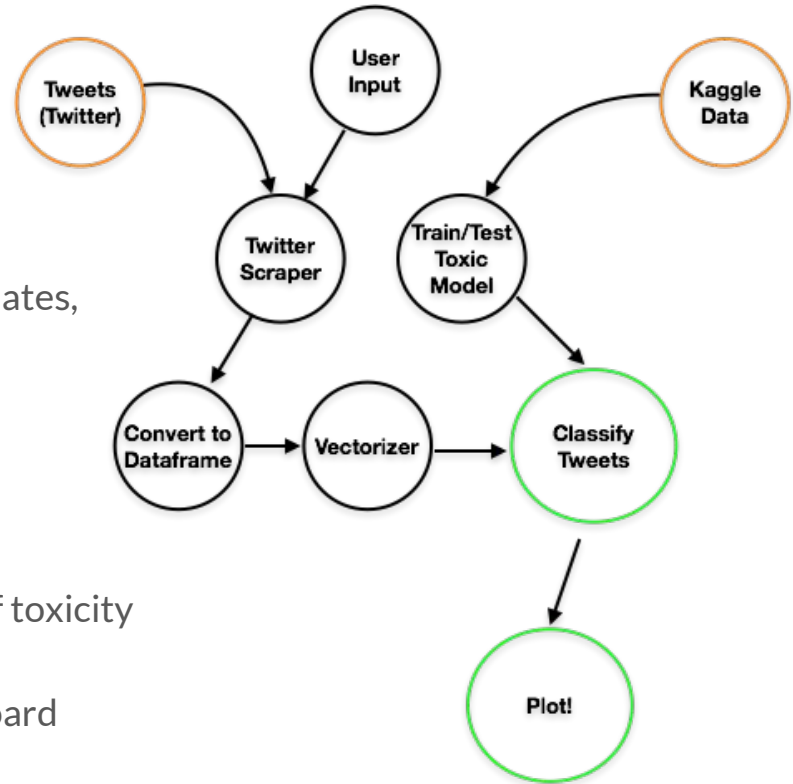 User
Input
Tweets
(Twitter)
Kaggle
Data
Twitter
Scraper
Train/Test
Toxic
Model
ates,
Convert to
Dataframe
Vectorizer
Classify
Tweets
toxicity
Plot!
oard